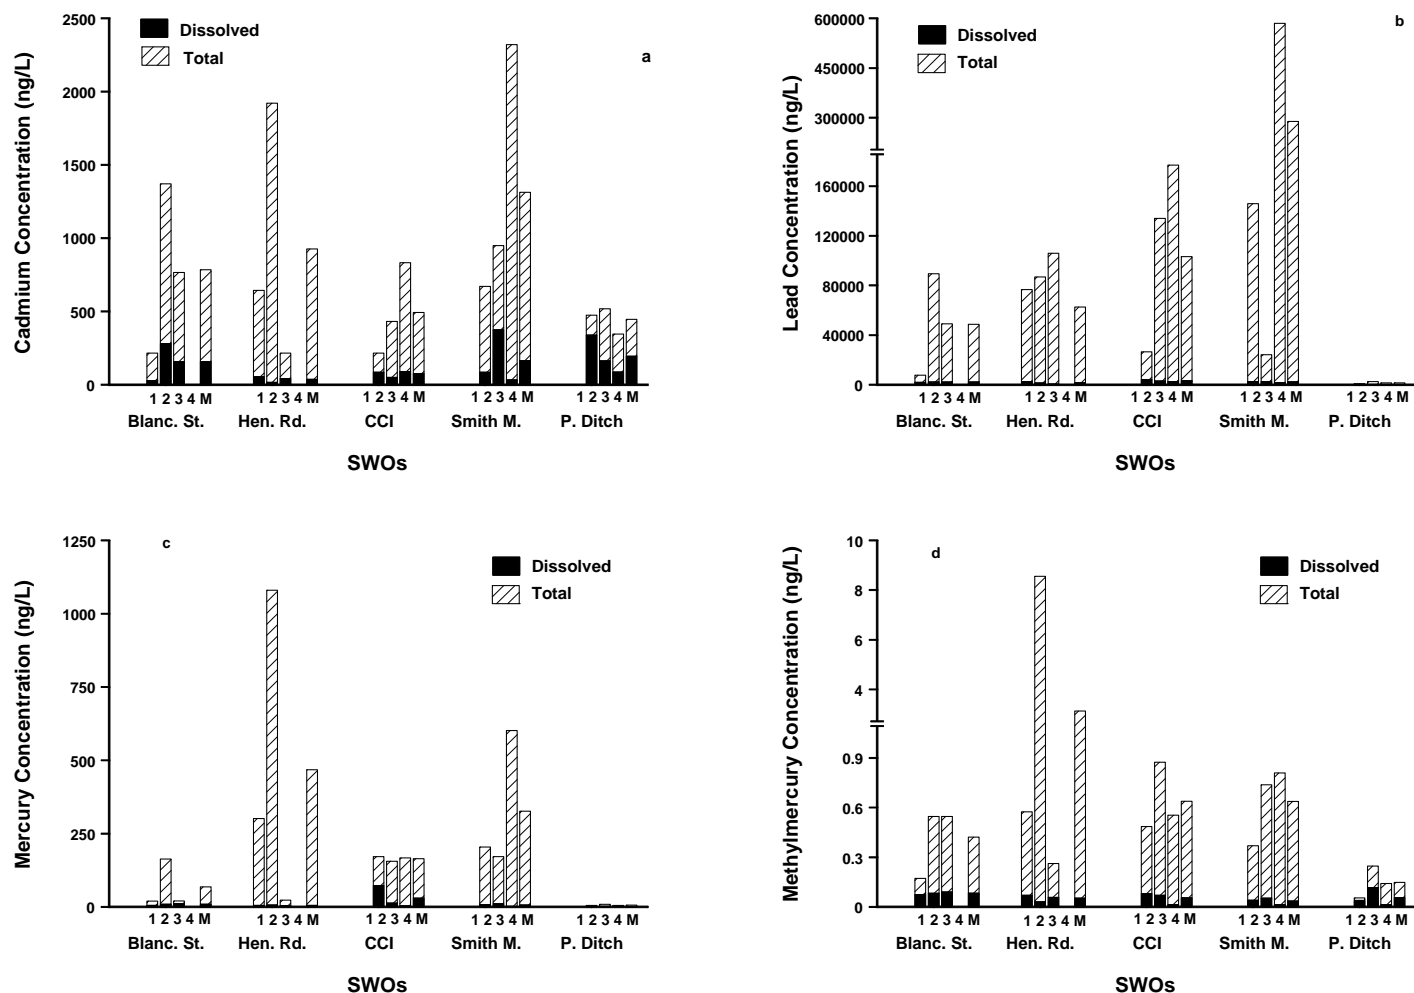 a
Dissolved
Total
Cadmium Concentration (ng/L)
2500
2000
1500
1000
500
0
1 2 3 4 M 1 2 3 4 M 1 2 3 4 M 1 2 3 4 M 1 2 3 4 M
Blanc. St. Hen. Rd. CCI Smith M. P. Ditch
SWOs
b
Dissolved
Total
Lead Concentration (ng/L)
600000
450000
300000
160000
120000
80000
40000
0
1 2 3 4 M 1 2 3 4 M 1 2 3 4 M 1 2 3 4 M 1 2 3 4 M
Blanc. St. Hen. Rd. CCI Smith M. P. Ditch
SWOs
c
Dissolved
Total
Mercury Concentration (ng/L)
1250
1000
750
500
250
0
1 2 3 4 M 1 2 3 4 M 1 2 3 4 M 1 2 3 4 M 1 2 3 4 M
Blanc. St. Hen. Rd. CCI Smith M. P. Ditch
SWOs
d
Dissolved
Total
Methylmercury Concentration (ng/L)
10
8
6
4
0.9
0.6
0.3
0
1 2 3 4 M 1 2 3 4 M 1 2 3 4 M 1 2 3 4 M 1 2 3 4 M
Blanc. St. Hen. Rd. CCI Smith M. P. Ditch
SWOs